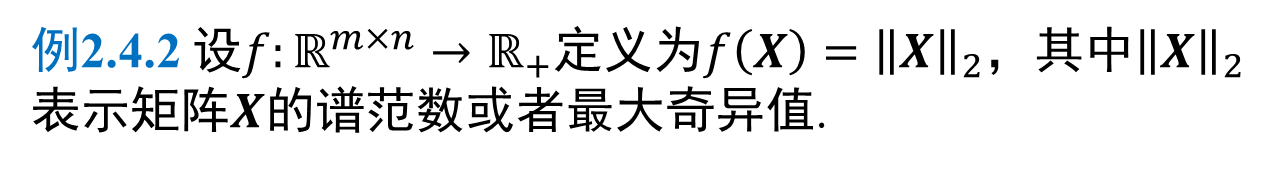 例2.4.2 设𝑓: ℝ^{𝑚×𝑛} → ℝ₊定义为𝑓(𝑿) = ‖𝑿‖₂，其中‖𝑿‖₂
表示矩阵𝑿的谱范数或者最大奇异值.